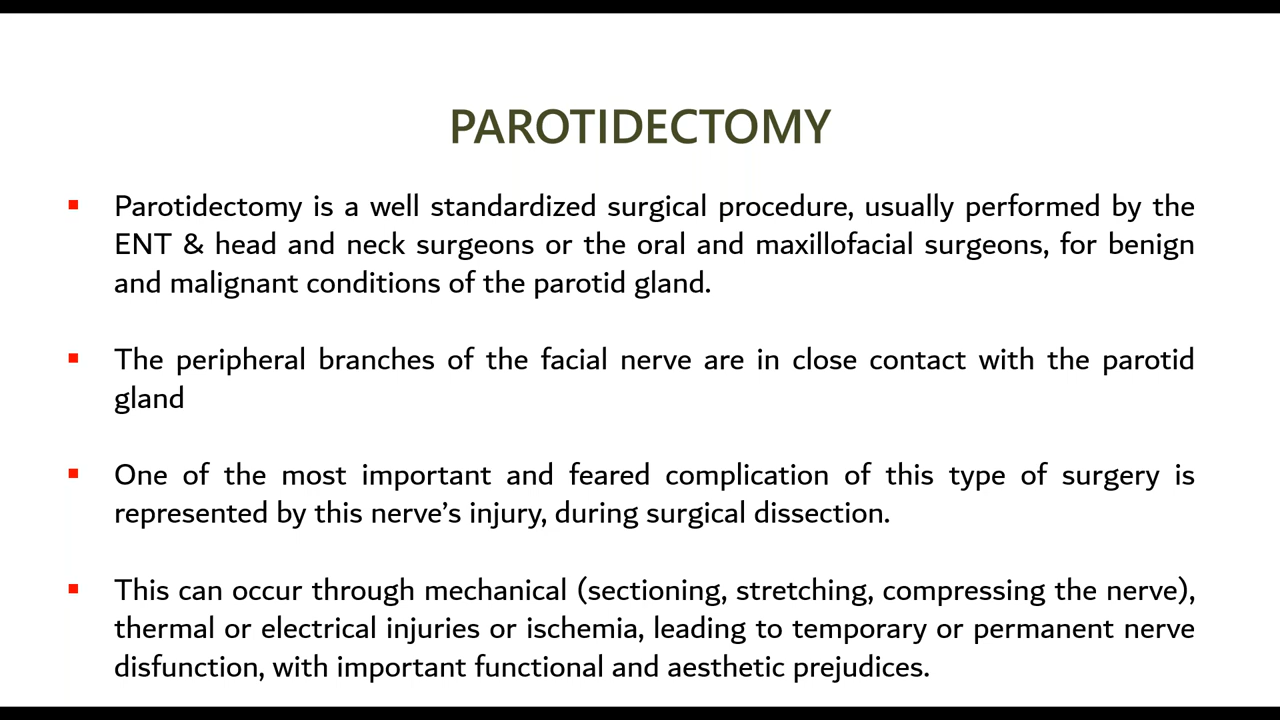 PAROTIDECTOMY
▪ Parotidectomy is a well standardized surgical procedure, usually performed by the
ENT & head and neck surgeons or the oral and maxillofacial surgeons, for benign
and malignant conditions of the parotid gland.
▪ The peripheral branches of the facial nerve are in close contact with the parotid
gland
▪ One of the most important and feared complication of this type of surgery is
represented by this nerve’s injury, during surgical dissection.
▪ This can occur through mechanical (sectioning, stretching, compressing the nerve),
thermal or electrical injuries or ischemia, leading to temporary or permanent nerve
disfunction, with important functional and aesthetic prejudices.